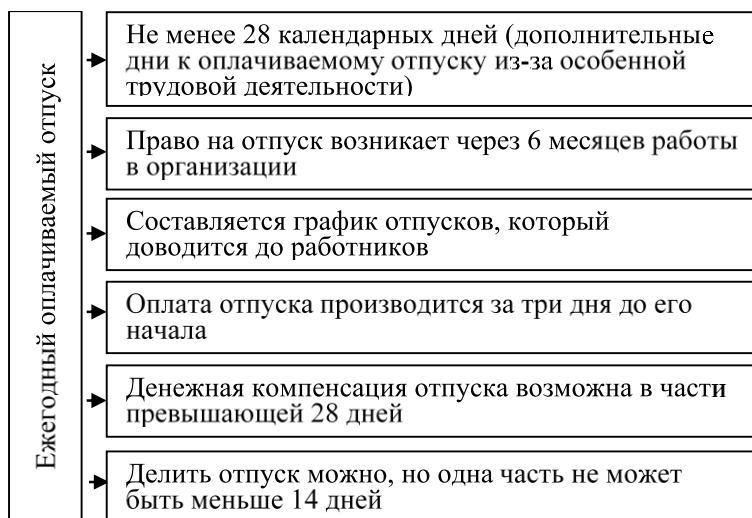 Ежегодный оплачиваемый отпуск
Не менее 28 календарных дней (дополнительные
дни к оплачиваемому отпуску из-за особенной
трудовой деятельности)
Право на отпуск возникает через 6 месяцев работы
в организации
Составляется график отпусков, который
доводится до работников
Оплата отпуска производится за три дня до его
начала
Денежная компенсация отпуска возможна в части
превышающей 28 дней
Делить отпуск можно, но одна часть не может
быть меньше 14 дней